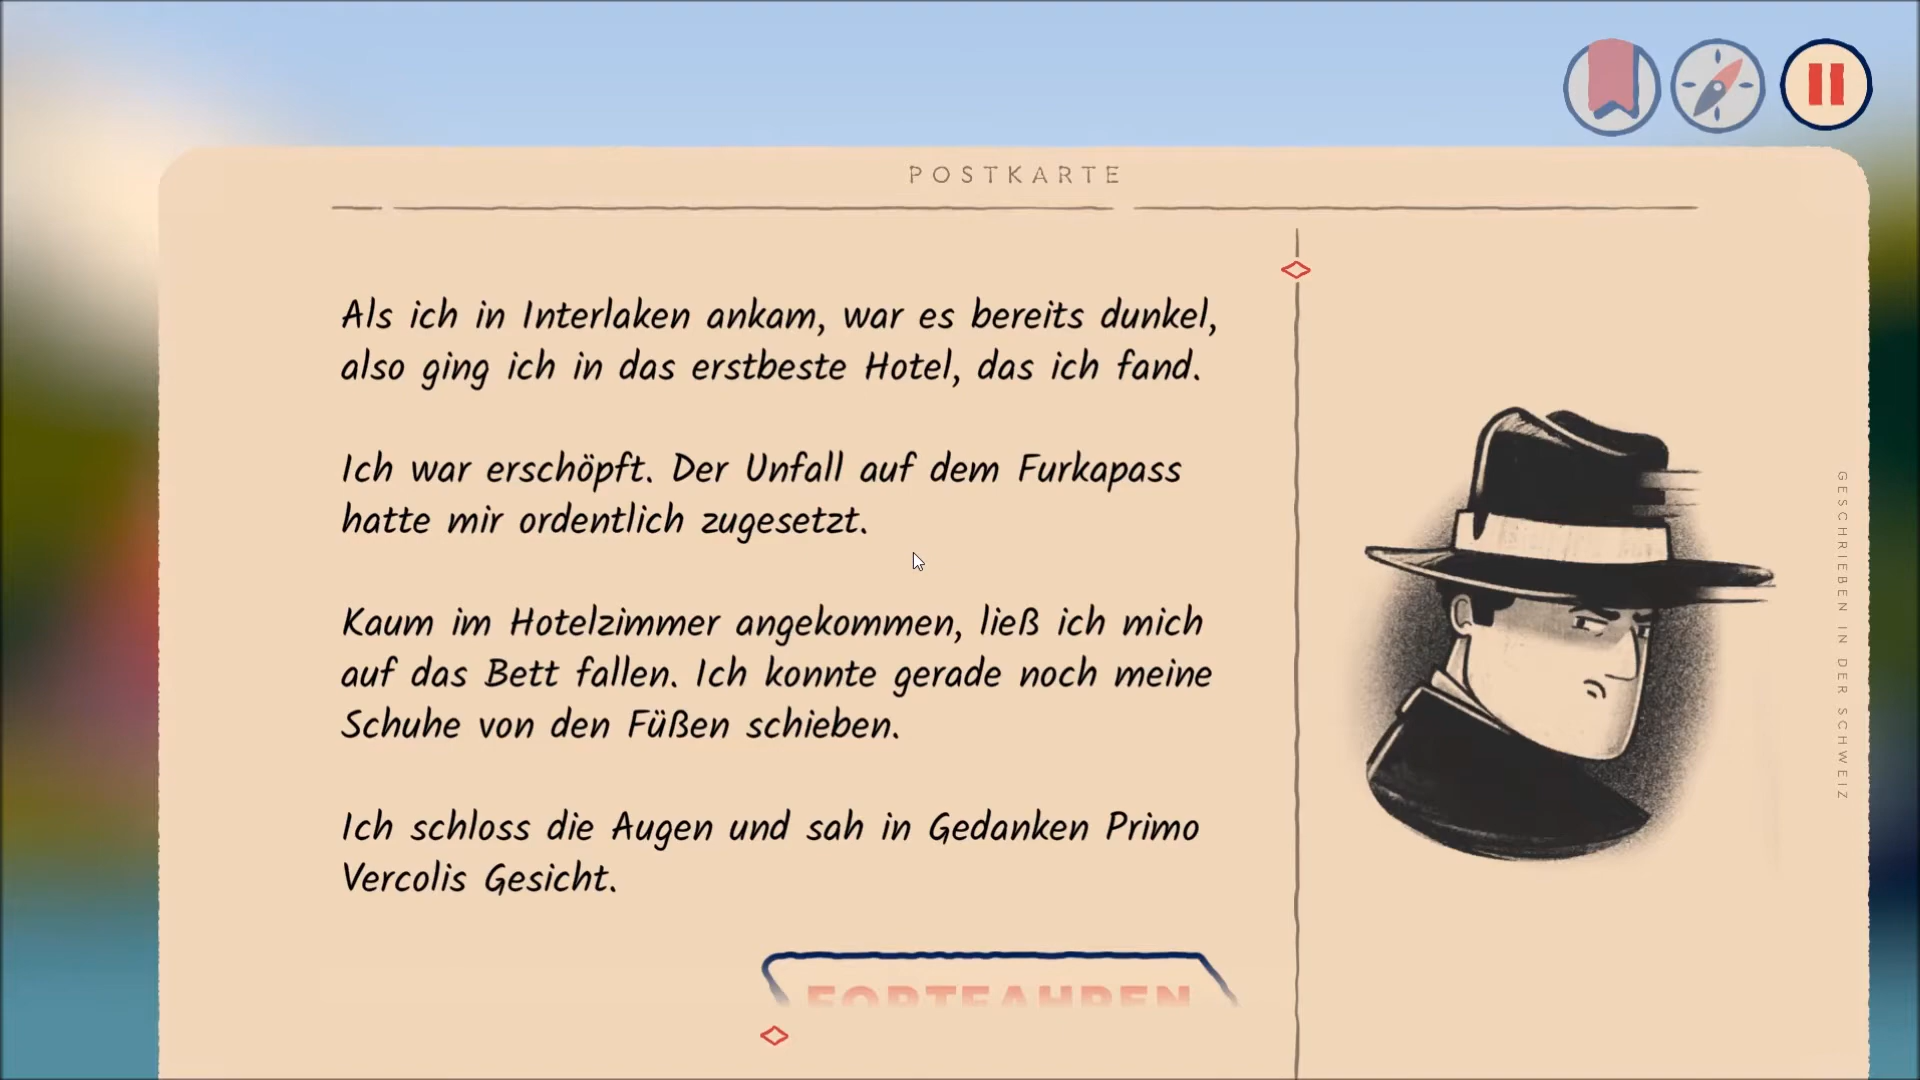 POSTKARTE
Als ich in Interlaken ankam, war es bereits dunkel,
also ging ich in das erstbeste Hotel, das ich fand.
Ich war erschöpft. Der Unfall auf dem Furkapass
hatte mir ordentlich zugesetzt.
Kaum im Hotelzimmer angekommen, ließ ich mich
auf das Bett fallen. Ich konnte gerade noch meine
Schuhe von den Füßen schieben.
Ich schloss die Augen und sah in Gedanken Primo
Vercolis Gesicht.
FORTFAHREN
GESCHRIEBEN IN DER SCHWEIZ